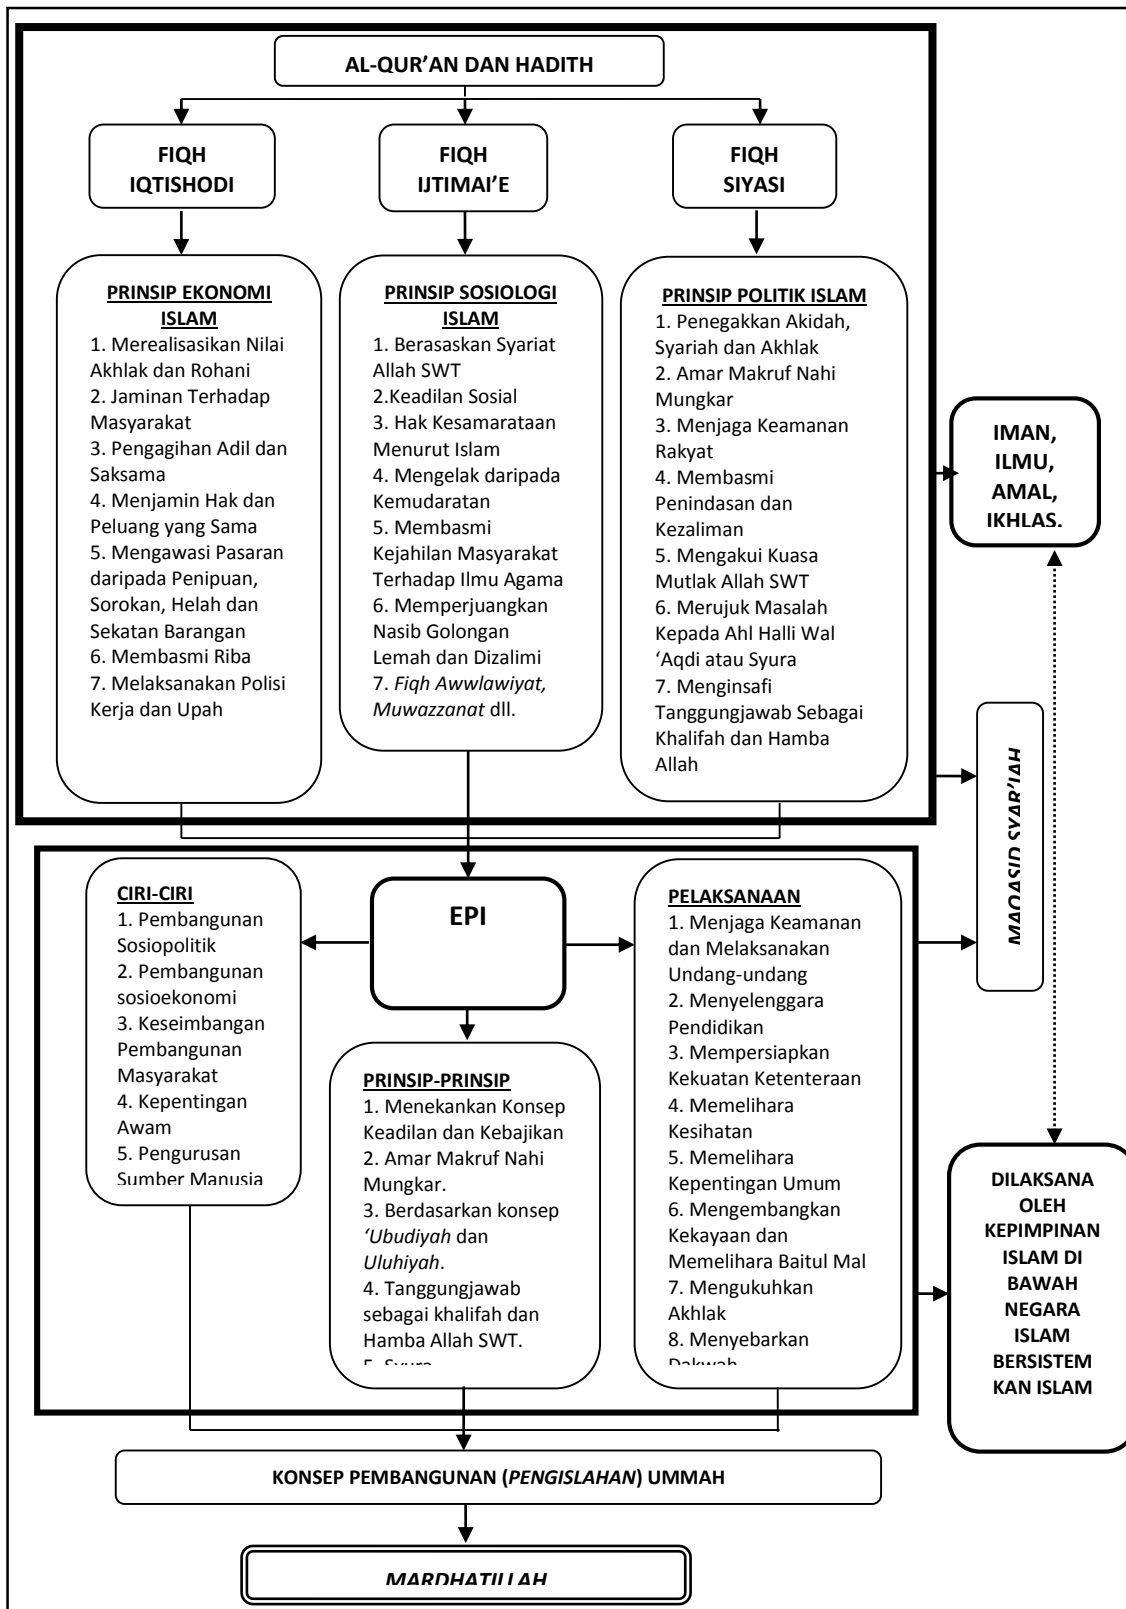 AL-QUR’AN DAN HADITH
FIQH
IQTISHODI
FIQH
IJTIMAI’E
FIQH
SIYASI
PRINSIP EKONOMI
ISLAM
1. Merealisasikan Nilai
Akhlak dan Rohani
2. Jaminan Terhadap
Masyarakat
3. Pengagihan Adil dan
Saksama
4. Menjamin Hak dan
Peluang yang Sama
5. Mengawasi Pasaran
daripada Penipuan,
Sorokan, Helah dan
Sekatan Barangan
6. Membasmi Riba
7. Melaksanakan Polisi
Kerja dan Upah
PRINSIP SOSIOLOGI
ISLAM
1. Berasaskan Syariat
Allah SWT
2.Keadilan Sosial
3. Hak Kesamarataan
Menurut Islam
4. Mengelak daripada
Kemudaratan
5. Membasmi
Kejahilan Masyarakat
Terhadap Ilmu Agama
6. Memperjuangkan
Nasib Golongan
Lemah dan Dizalimi
7. Fiqh Awwlawiyat,
Muwazzanat dll.
PRINSIP POLITIK ISLAM
1. Penegakkan Akidah,
Syariah dan Akhlak
2. Amar Makruf Nahi
Mungkar
3. Menjaga Keamanan
Rakyat
4. Membasmi
Penindasan dan
Kezaliman
5. Mengakui Kuasa
Mutlak Allah SWT
6. Merujuk Masalah
Kepada Ahl Halli Wal
‘Aqdi atau Syura
7. Menginsafi
Tanggungjawab Sebagai
Khalifah dan Hamba
Allah
IMAN,
ILMU,
AMAL,
IKHLAS.
MAQASID SYAR’IAH
CIRI-CIRI
1. Pembangunan
Sosiopolitik
2. Pembangunan
sosioekonomi
3. Keseimbangan
Pembangunan
Masyarakat
4. Kepentingan
Awam
5. Pengurusan
Sumber Manusia
EPI
PRINSIP-PRINSIP
1. Menekankan Konsep
Keadilan dan Kebajikan
2. Amar Makruf Nahi
Mungkar.
3. Berdasarkan konsep
‘Ubudiyah dan
Uluhiyah.
4. Tanggungjawab
sebagai khalifah dan
Hamba Allah SWT.
5. Syura
PELAKSANAAN
1. Menjaga Keamanan
dan Melaksanakan
Undang-undang
2. Menyelenggara
Pendidikan
3. Mempersiapkan
Kekuatan Ketenteraan
4. Memelihara
Kesihatan
5. Memelihara
Kepentingan Umum
6. Mengembangkan
Kekayaan dan
Memelihara Baitul Mal
7. Mengukuhkan
Akhlak
8. Menyebarkan
Dakwah
DILAKSANA
OLEH
KEPIMPINAN
ISLAM DI
BAWAH
NEGARA
ISLAM
BERSISTEM
KAN ISLAM
KONSEP PEMBANGUNAN (PENGISLAHAN) UMMAH
MARDHATILLAH